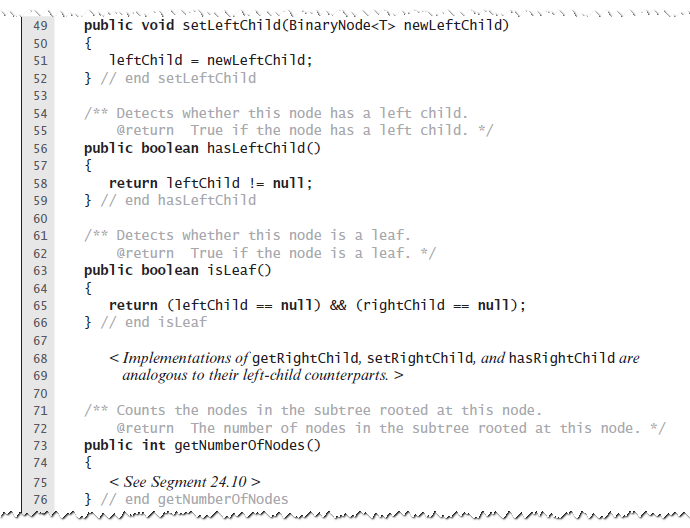 49 public void setLeftChild(BinaryNode<T> newLeftChild)
50 {
51 leftChild = newLeftChild;
52 } // end setLeftChild
53
54 /** Detects whether this node has a left child.
55 @return True if the node has a left child. */
56 public boolean hasLeftChild()
57 {
58 return leftChild != null;
59 } // end hasLeftChild
60
61 /** Detects whether this node is a leaf.
62 @return True if the node is a leaf. */
63 public boolean isLeaf()
64 {
65 return (leftChild == null) && (rightChild == null);
66 } // end isLeaf
67
68 < Implementations of getRightChild, setRightChild, and hasRightChild are
69 analogous to their left-child counterparts. >
70
71 /** Counts the nodes in the subtree rooted at this node.
72 @return The number of nodes in the subtree rooted at this node. */
73 public int getNumberOfNodes()
74 {
75 < See Segment 24.10 >
76 } // end getNumberOfNodes